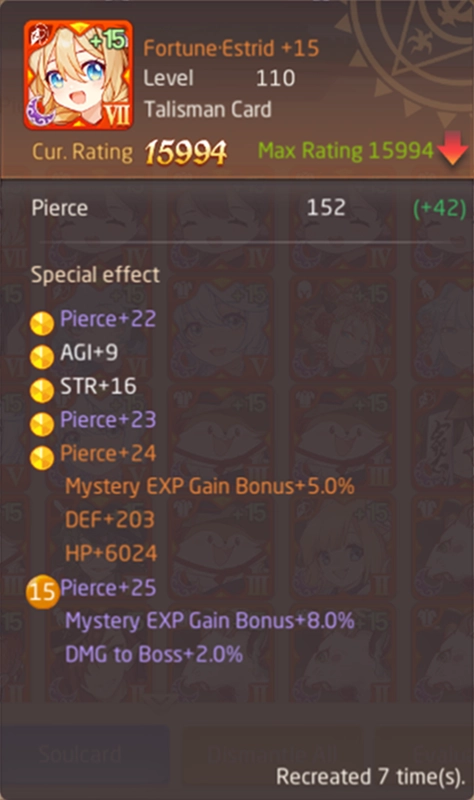 +15
VII
Fortune·Estrid +15
Level 110
Talisman Card
Cur. Rating 15994 Max Rating 15994
Pierce 152 (+42)
Special effect
Pierce+22
AGI+9
STR+16
Pierce+23
Pierce+24
Mystery EXP Gain Bonus+5.0%
DEF+203
HP+6024
15 Pierce+25
Mystery EXP Gain Bonus+8.0%
DMG to Boss+2.0%
Soulcard
Recreated 7 time(s).